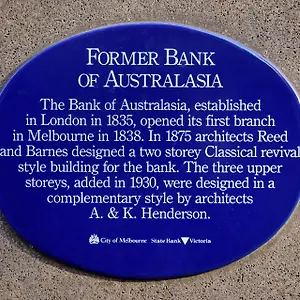 FORMER BANK
OF AUSTRALASIA
The Bank of Australasia, established
in London in 1835, opened its first branch
in Melbourne in 1838. In 1875 architects Reed
and Barnes designed a two storey Classical revival
style building for the bank. The three upper
storeys, added in 1930, were designed in a
complementary style by architects
A. & K. Henderson.
City of Melbourne State Bank Victoria